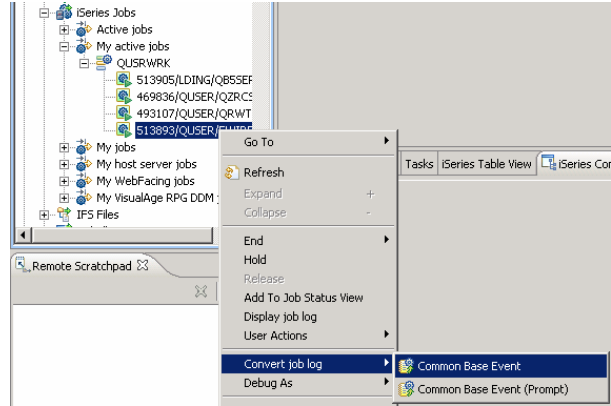 iSeries Jobs
Active jobs
My active jobs
QUSRWRK
513905/LDING/QB5SER
469836/QUSER/QZRCS
493107/QUSER/QRWT
513893/QUSER/
My jobs
My host server jobs
My WebFacing jobs
My VisualAge RPG DDM
IFS Files
Remote Scratchpad
Go To
Refresh
Expand +
Collapse -
End
Hold
Release
Add To Job Status View
Display job log
User Actions
Convert job log
Debug As
Tasks iSeries Table View iSeries Con
Common Base Event
Common Base Event (Prompt)